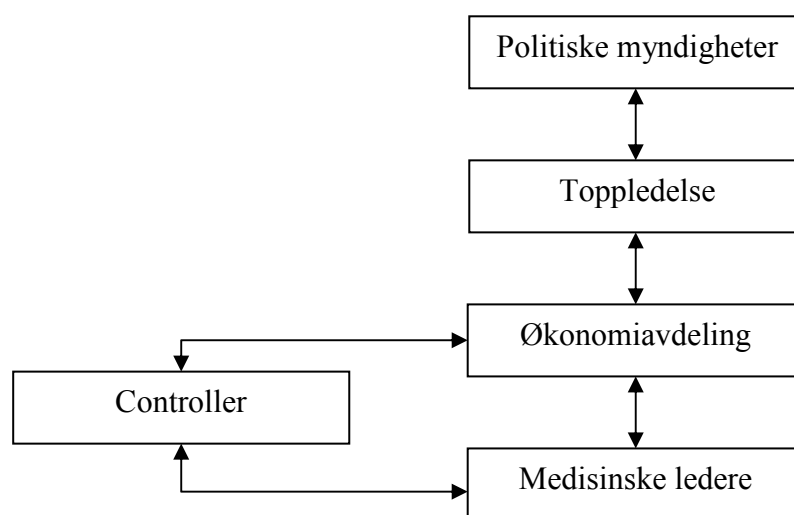 Politiske myndigheter
Toppledelse
Økonomiavdeling
Controller
Medisinske ledere